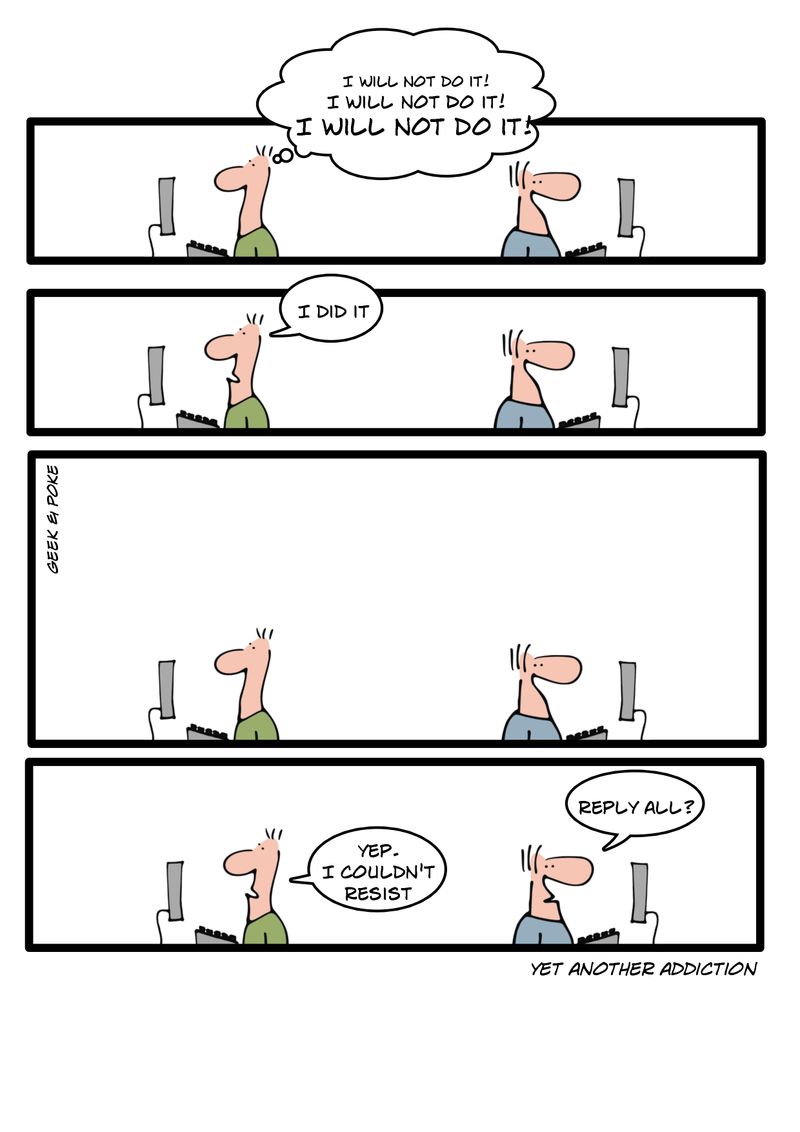 I WILL NOT DO IT!
I WILL NOT DO IT!
I WILL NOT DO IT!
I DID IT
GEEK & POKE
REPLY ALL?
YEP.
I COULDN'T
RESIST
YET ANOTHER ADDICTION